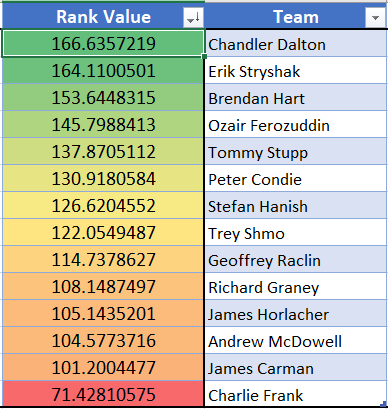 Rank Value Team
166.6357219 Chandler Dalton
164.1100501 Erik Stryshak
153.6448315 Brendan Hart
145.7988413 Ozair Ferozuddin
137.8705112 Tommy Stupp
130.9180584 Peter Condie
126.6204552 Stefan Hanish
122.0549487 Trey Shmo
114.7378627 Geoffrey Raclin
108.1487497 Richard Graney
105.1435201 James Horlacher
104.5773716 Andrew McDowell
101.2004477 James Carman
71.42810575 Charlie Frank